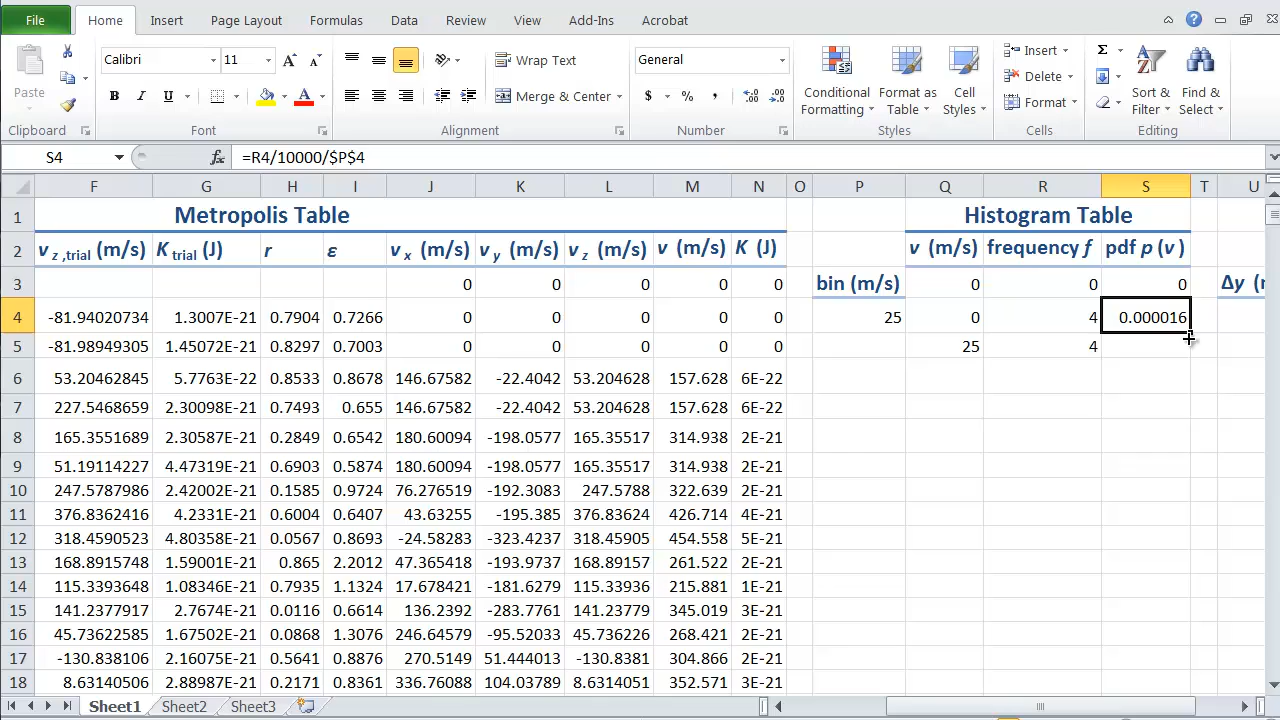 File Home Insert Page Layout Formulas Data Review View Add-Ins Acrobat
Calibri 11 Wrap Text General Insert
Paste B I U A Merge & Center $ % , Conditional Formatting Format as Table Cell Styles Delete Sort & Filter Find & Select
Format
Clipboard Font Alignment Number Styles Cells Editing
S4 fx =R4/10000/$P$4
F G H I J K L M N O P Q R S T U
1 Metropolis Table Histogram Table
2 v z,trial (m/s) K trial (J) r ε v x (m/s) v y (m/s) v z (m/s) v (m/s) K (J) v (m/s) frequency f pdf p (v)
3 0 0 0 0 0 bin (m/s) 0 0 0
4 -81.94020734 1.3007E-21 0.7904 0.7266 0 0 0 0 0 25 0 4 0.000016
5 -81.98949305 1.45072E-21 0.8297 0.7003 0 0 0 0 0 25 4
6 53.20462845 5.7763E-22 0.8533 0.8678 146.67582 -22.4042 53.204628 157.628 6E-22
7 227.5468659 2.30098E-21 0.7493 0.655 146.67582 -22.4042 53.204628 157.628 6E-22
8 165.3551689 2.30587E-21 0.2849 0.6542 180.60094 -198.0577 165.35517 314.938 2E-21
9 51.19114227 4.47319E-21 0.6903 0.5874 180.60094 -198.0577 165.35517 314.938 2E-21
10 247.5787986 2.42002E-21 0.1585 0.9724 76.276519 -192.3083 247.5788 322.639 2E-21
11 376.8362416 4.2331E-21 0.6004 0.6407 43.63255 -195.385 376.83624 426.714 4E-21
12 318.4590523 4.80358E-21 0.0567 0.8693 -24.58283 -323.4237 318.45905 454.558 5E-21
13 168.8915748 1.59001E-21 0.865 2.2012 47.365418 -193.9737 168.89157 261.522 2E-21
14 115.3393648 1.08346E-21 0.7935 1.1324 17.678421 -181.6279 115.33936 215.881 1E-21
15 141.2377917 2.7674E-21 0.0116 0.6614 136.2392 -283.7761 141.23779 345.019 3E-21
16 45.73622585 1.67502E-21 0.0868 1.3076 246.64579 -95.52033 45.736226 268.421 2E-21
17 -130.838106 2.16075E-21 0.5641 0.8876 270.5149 51.444013 -130.8381 304.866 2E-21
18 8.63140506 2.88987E-21 0.2171 0.8361 336.76088 104.03789 8.6314051 352.571 3E-21
Sheet1 Sheet2 Sheet3